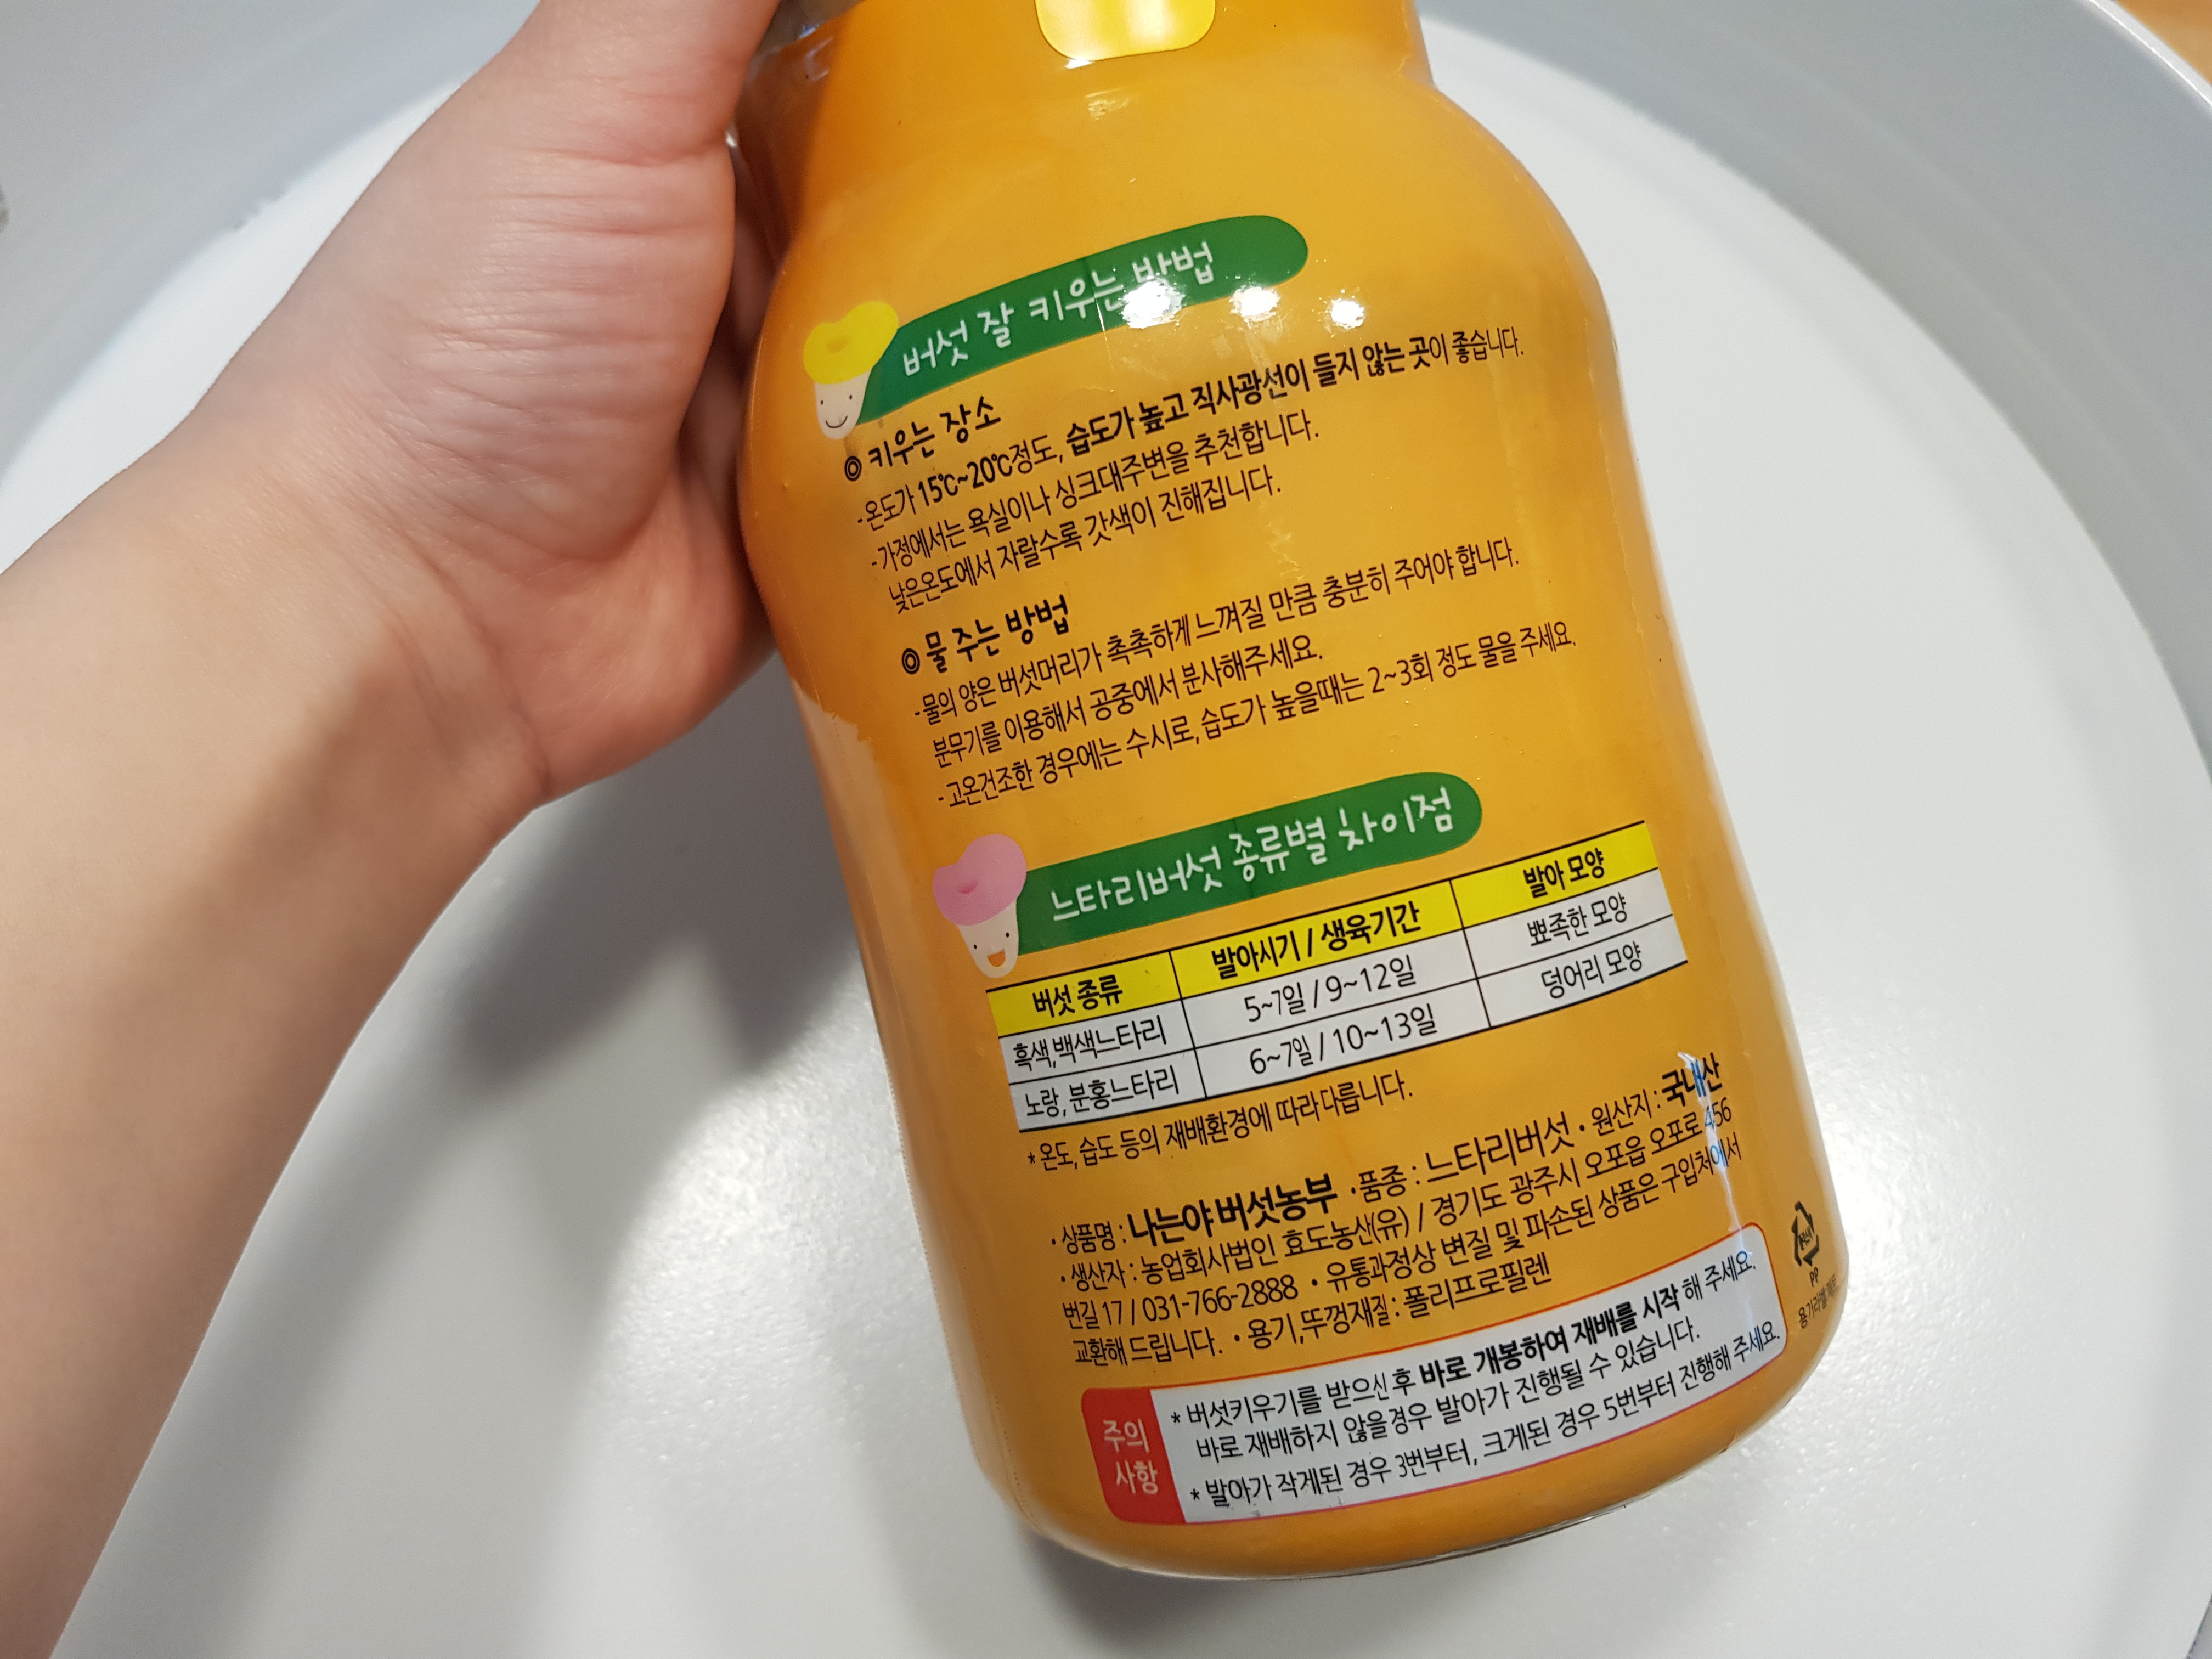 버섯 잘 키우는 방법
◎ 키우는 장소
- 온도가 15℃~20℃정도, 습도가 높고 직사광선이 들지 않는 곳이 좋습니다.
- 가정에서는 욕실이나 싱크대주변을 추천합니다.
낮은온도에서 자랄수록 갓색이 진해집니다.
◎ 물 주는 방법
- 물의 양은 버섯머리가 촉촉하게 느껴질 만큼 충분히 주어야 합니다.
분무기를 이용해서 공중에서 분사해주세요.
- 고온건조한 경우에는 수시로, 습도가 높을때는 2~3회 정도 물을 주세요.
느타리버섯 종류별 차이점
버섯 종류 발아시기 / 생육기간 발아 모양
흑색,백색느타리 5~7일 / 9~12일 뾰족한 모양
노랑, 분홍느타리 6~7일 / 10~13일 덩어리 모양
* 온도, 습도 등의 재배환경에 따라 다릅니다.
· 상품명 : 나는야 버섯농부 · 품종 : 느타리버섯 · 원산지 : 국내산
· 생산자 : 농업회사법인 효도농산(유) / 경기도 광주시 오포읍 오포로 456
번길 17 / 031-766-2888 · 유통과정상 변질 및 파손된 상품은 구입처에서
교환해 드립니다. · 용기,뚜껑재질 : 폴리프로필렌
주의
사항
* 버섯키우기를 받으신 후 바로 개봉하여 재배를 시작 해 주세요.
바로 재배하지 않을경우 발아가 진행될 수 있습니다.
* 발아가 작게된 경우 3번부터, 크게된 경우 5번부터 진행해 주세요.
PP